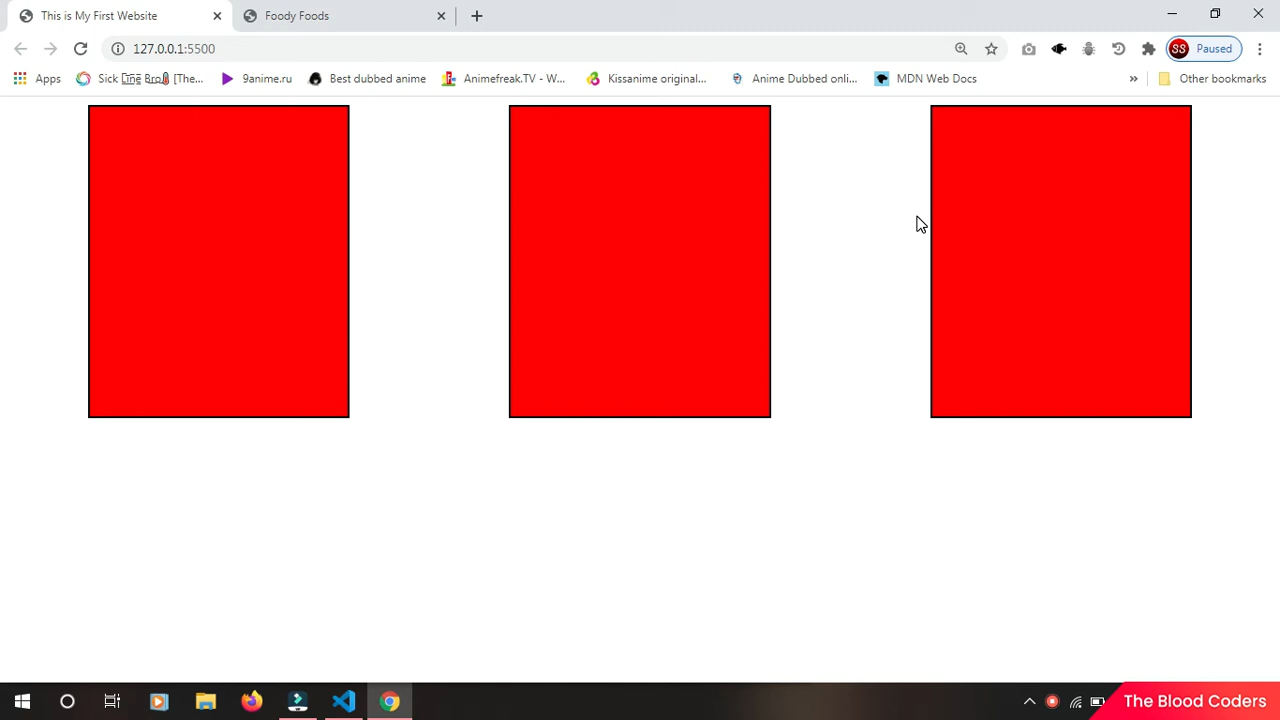 This is My First Website
Foody Foods
127.0.0.1:5500
SS
Paused
Apps
9anime.ru
Best dubbed anime
Animefreak.TV - W...
Kissanime original...
Anime Dubbed onli...
MDN Web Docs
»
Other bookmarks
The Blood Coders